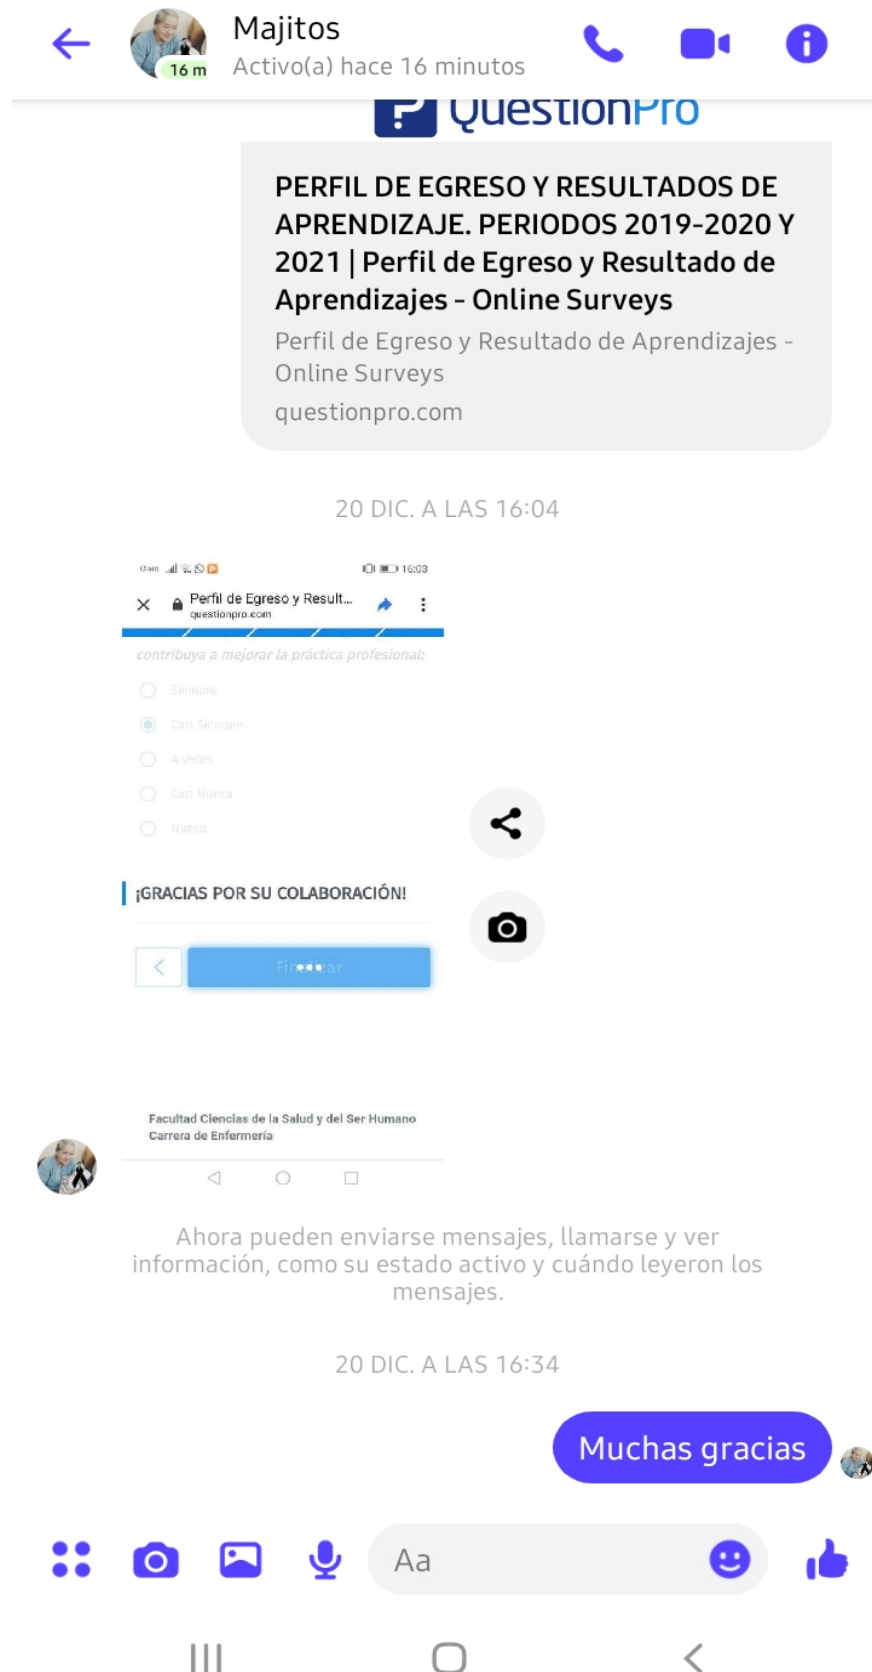 Majitos
16 m
Activo(a) hace 16 minutos
QuestionPro
PERFIL DE EGRESO Y RESULTADOS DE
APRENDIZAJE. PERIODOS 2019-2020 Y
2021 | Perfil de Egreso y Resultado de
Aprendizajes - Online Surveys
Perfil de Egreso y Resultado de Aprendizajes -
Online Surveys
questionpro.com
20 DIC. A LAS 16:04
Claro
16:03
Perfil de Egreso y Result...
questionpro.com
contribuya a mejorar la práctica profesional:
Siempre
Casi Siempre
A veces
Casi Nunca
Nunca
¡GRACIAS POR SU COLABORACIÓN!
Finalizar
Facultad Ciencias de la Salud y del Ser Humano
Carrera de Enfermería
Ahora pueden enviarse mensajes, llamarse y ver
información, como su estado activo y cuándo leyeron los
mensajes.
20 DIC. A LAS 16:34
Muchas gracias
Aa